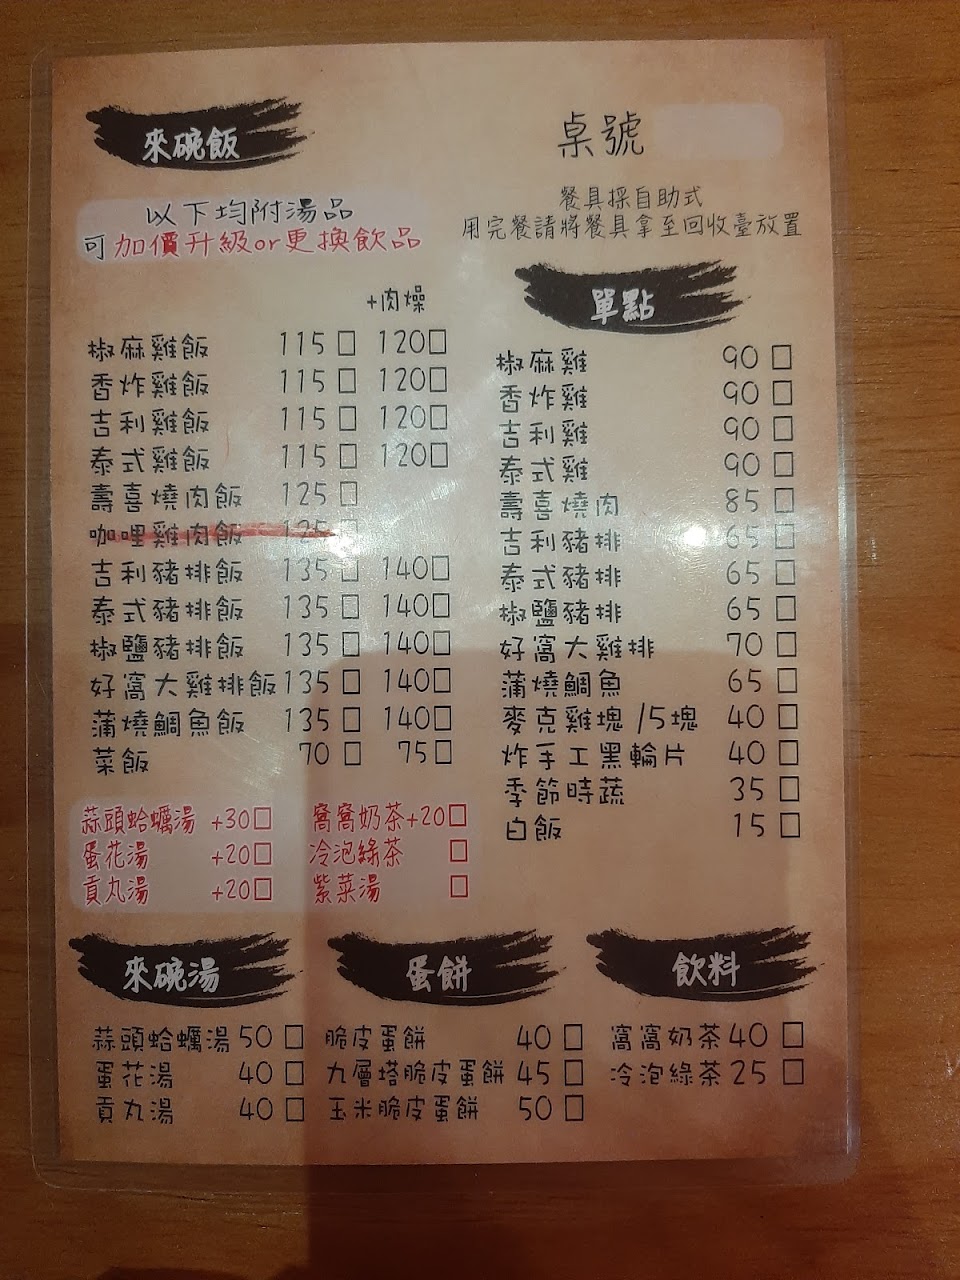 來碗飯
桌號
以下均附湯品
可加價升級or更換飲品
餐具採自助式
用完餐請將餐具拿至回收臺放置
+肉燥
椒麻雞飯 115 □ 120□
香炸雞飯 115 □ 120□
吉利雞飯 115 □ 120□
泰式雞飯 115 □ 120□
壽喜燒肉飯 125 □
咖哩雞肉飯 125 □
吉利豬排飯 135 □ 140□
泰式豬排飯 135 □ 140□
椒鹽豬排飯 135 □ 140□
好窩大雞排飯 135 □ 140□
蒲燒鯛魚飯 135 □ 140□
菜飯 70 □ 75□
蒜頭蛤蠣湯 +30□ 窩窩奶茶+20□
蛋花湯 +20□ 冷泡綠茶 □
貢丸湯 +20□ 紫菜湯 □
單點
椒麻雞 90 □
香炸雞 90 □
吉利雞 90 □
泰式雞 90 □
壽喜燒肉 85 □
吉利豬排 65 □
泰式豬排 65 □
椒鹽豬排 65 □
好窩大雞排 70 □
蒲燒鯛魚 65 □
麥克雞塊/5塊 40 □
炸手工黑輪片 40 □
季節時蔬 35 □
白飯 15 □
來碗湯
蒜頭蛤蠣湯 50 □
蛋花湯 40 □
貢丸湯 40 □
蛋餅
脆皮蛋餅 40 □
九層塔脆皮蛋餅 45 □
玉米脆皮蛋餅 50 □
飲料
窩窩奶茶 40 □
冷泡綠茶 25 □